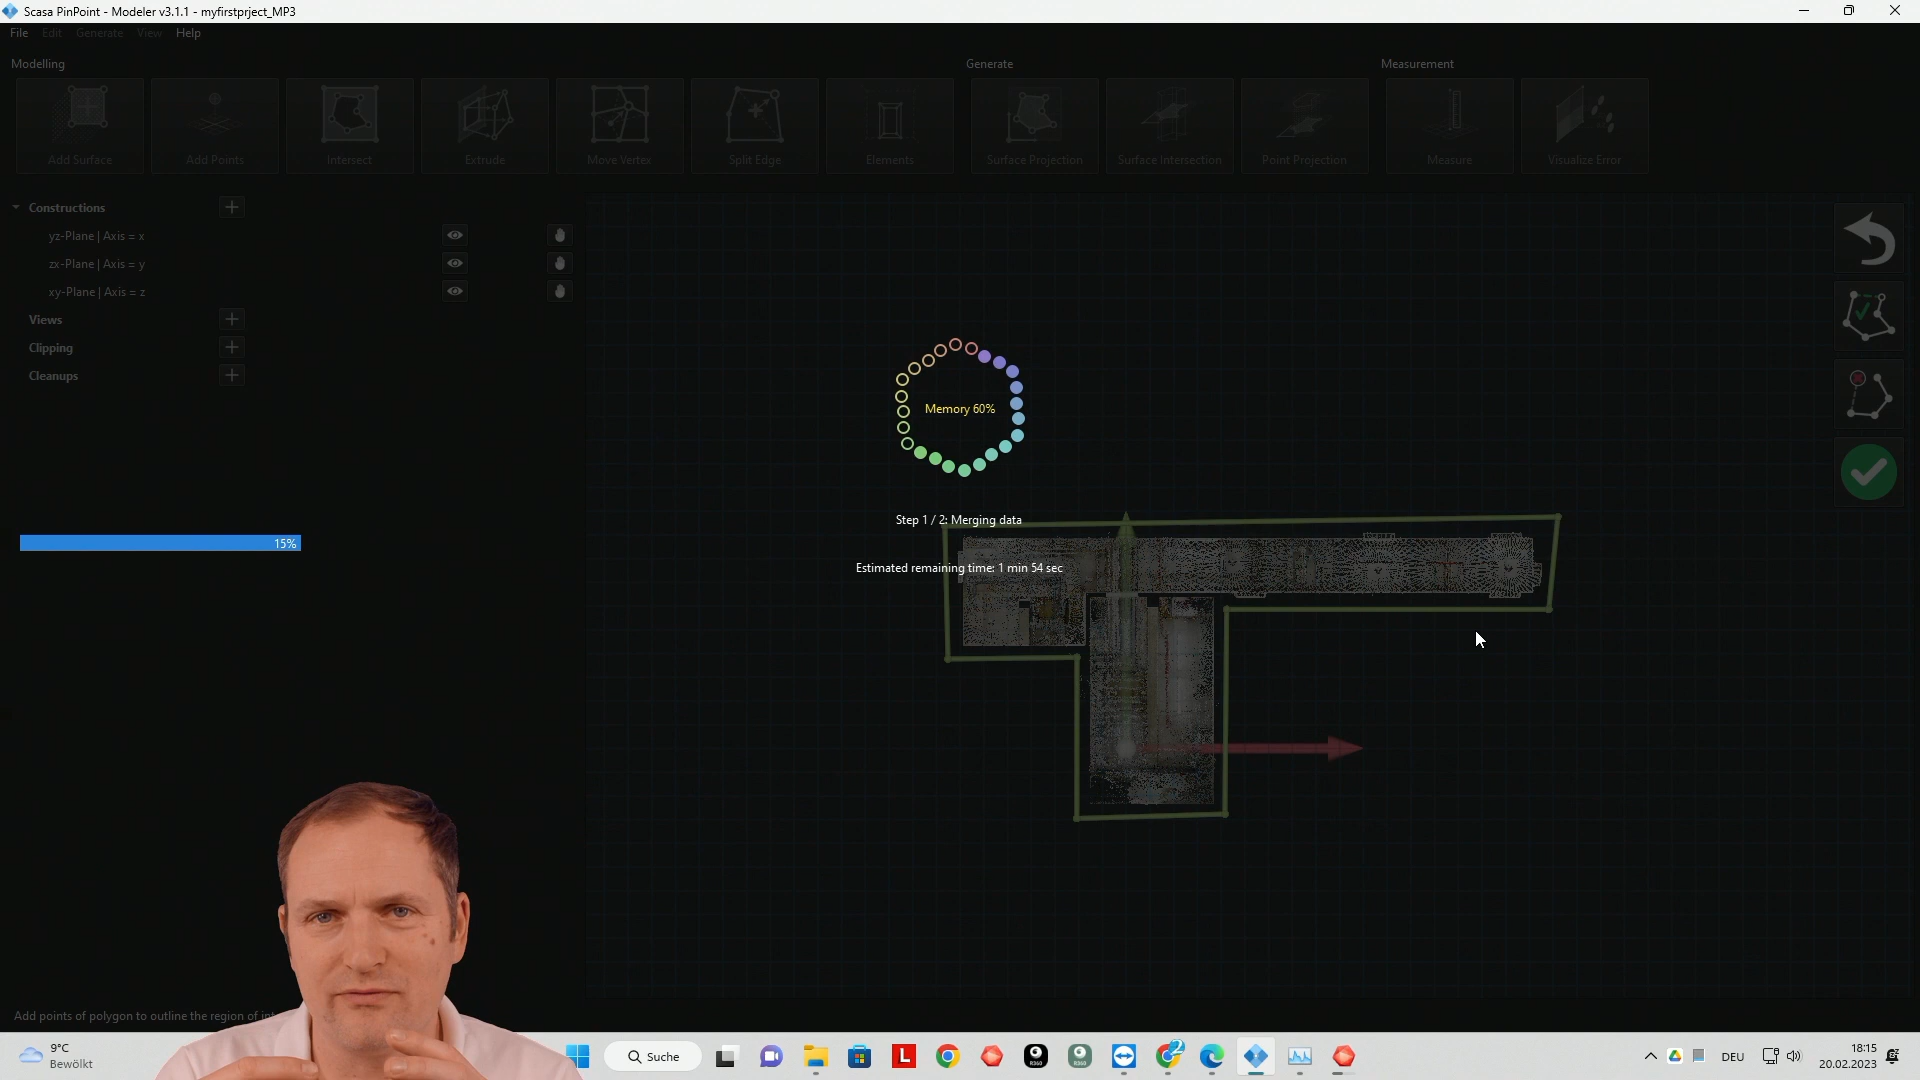 Scasa PinPoint - Modeler v3.1.1 - myfirstprject_MP3
File Edit Generate View Help
Modelling
Generate
Measurement
Add Surface
Add Points
Intersect
Extrude
Move Vertex
Split Edge
Elements
Surface Projection
Surface Intersection
Point Projection
Measure
Visualize Error
Constructions
yz-Plane | Axis = x
zx-Plane | Axis = y
xy-Plane | Axis = z
Views
Clipping
Cleanups
Memory 60%
Step 1 / 2: Merging data
15%
Estimated remaining time: 1 min 54 sec
Add points of polygon to outline the region of
9°C
Bewölkt
Suche
L
R360
R360
2
DEU
18:15
20.02.2023